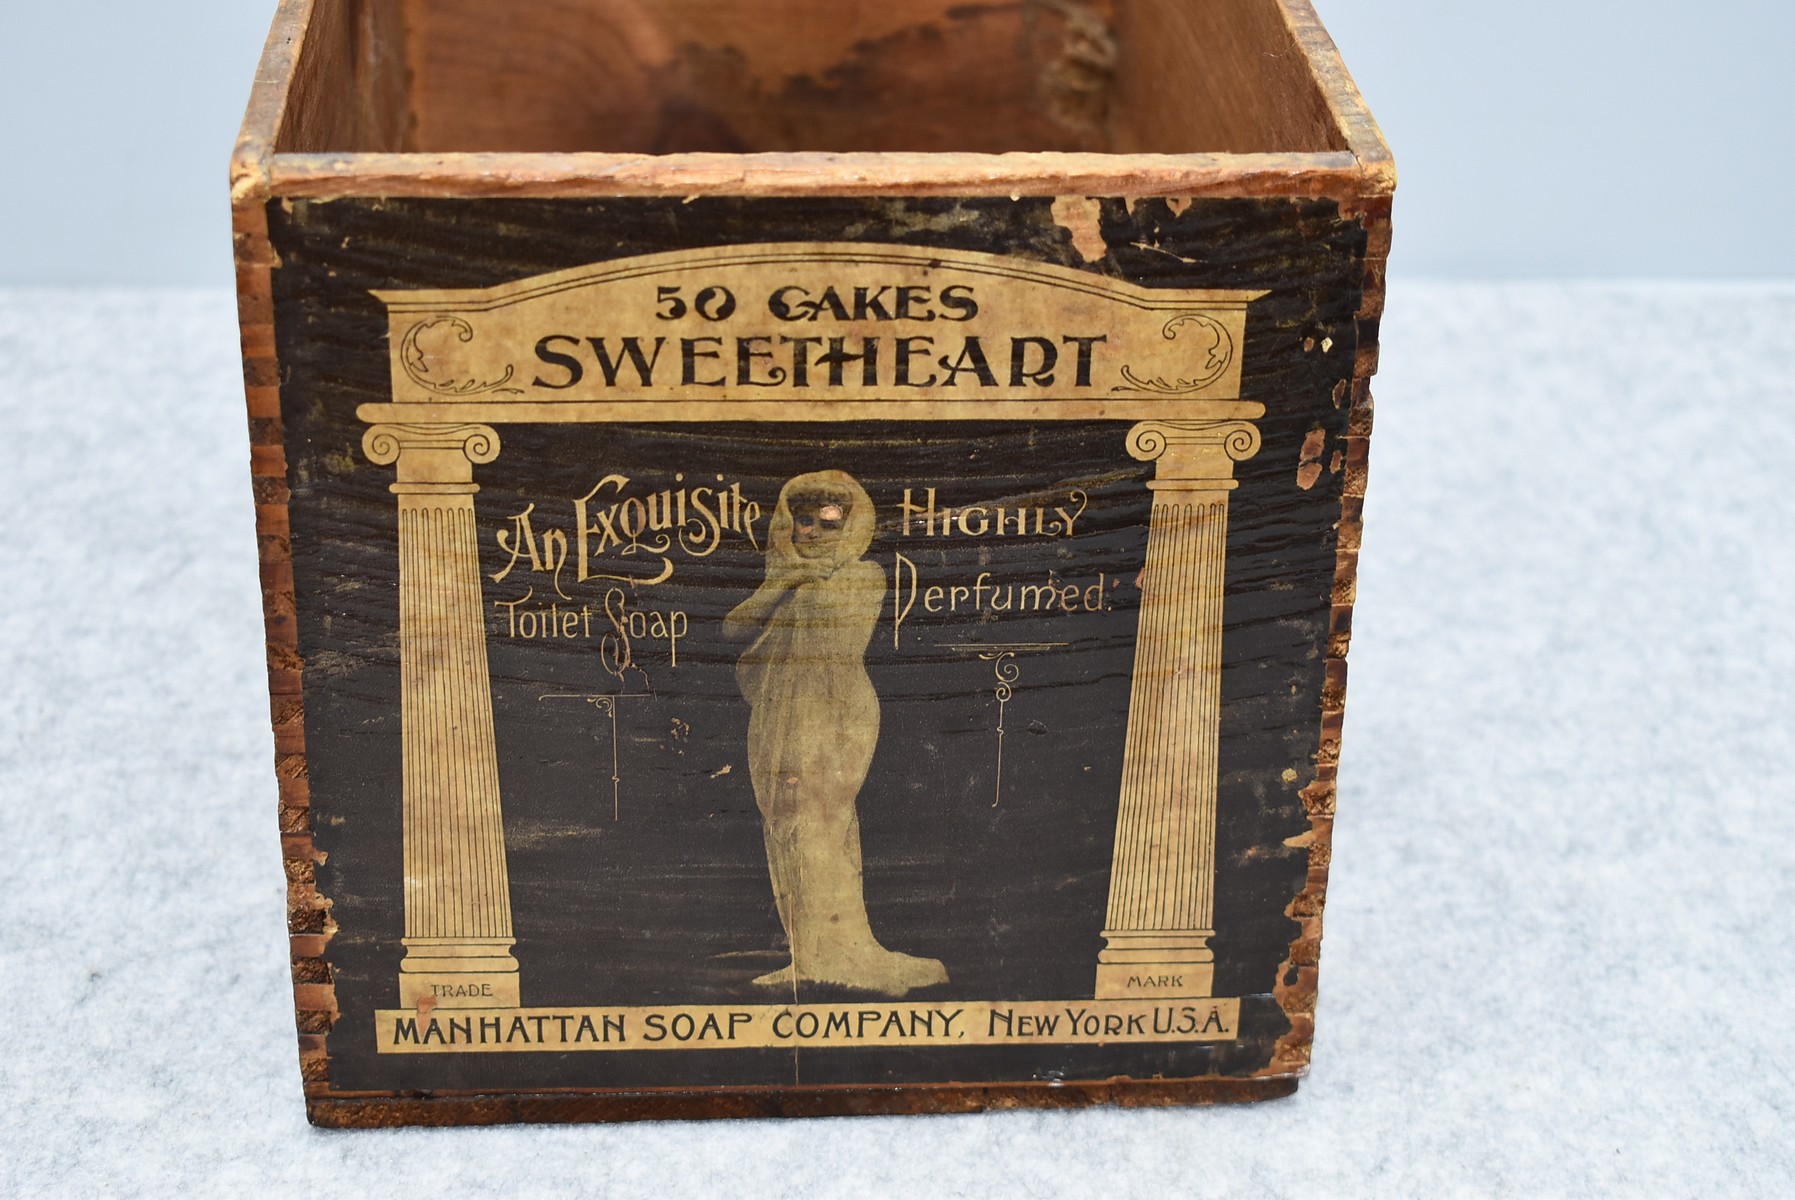 50 CAKES
SWEETHEART
An Exquisite
Toilet Soap
HIGHLY
Perfumed.
TRADE
MARK
MANHATTAN SOAP COMPANY, NEW YORK U.S.A.